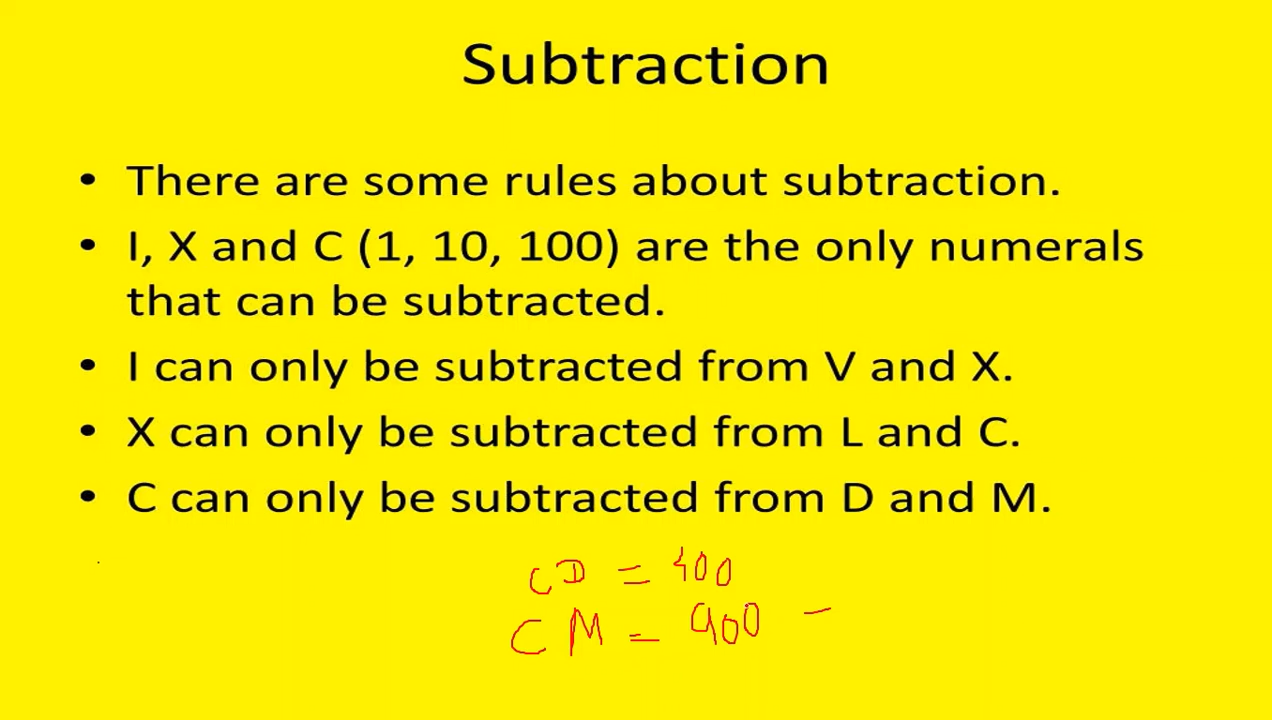 Subtraction
• There are some rules about subtraction.
• I, X and C (1, 10, 100) are the only numerals
that can be subtracted.
• I can only be subtracted from V and X.
• X can only be subtracted from L and C.
• C can only be subtracted from D and M.
CD = 400
CM = 900 -